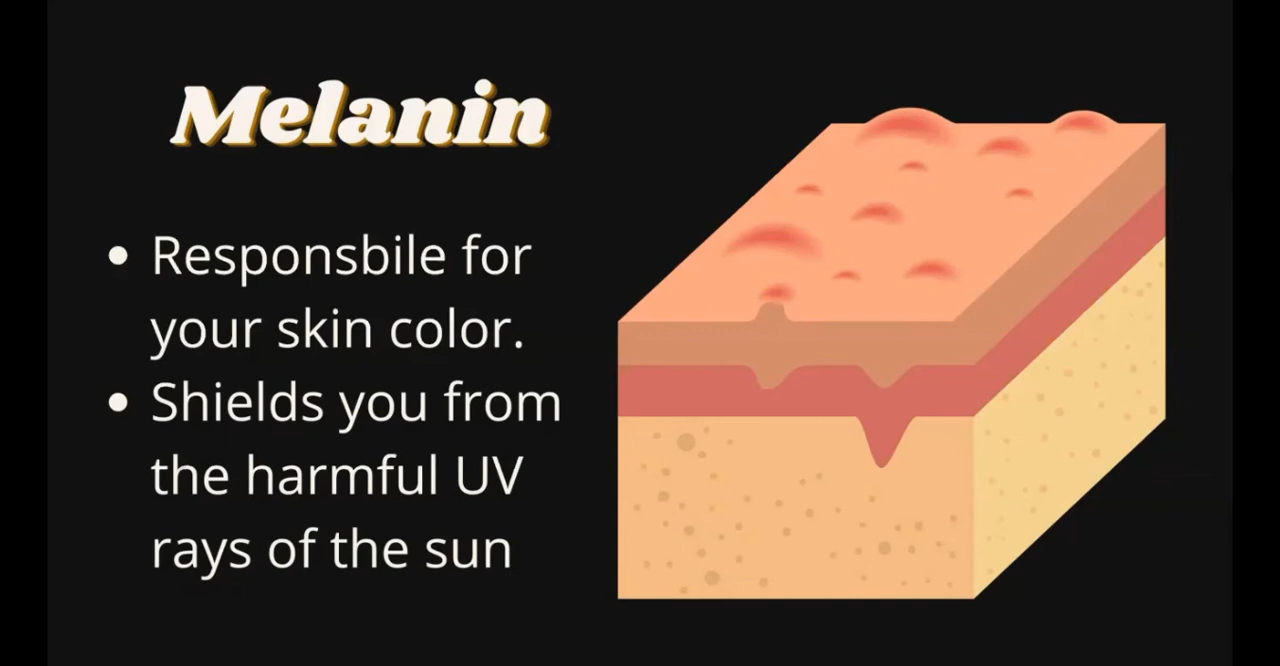 Melanin
• Responsbile for
your skin color.
• Shields you from
the harmful UV
rays of the sun